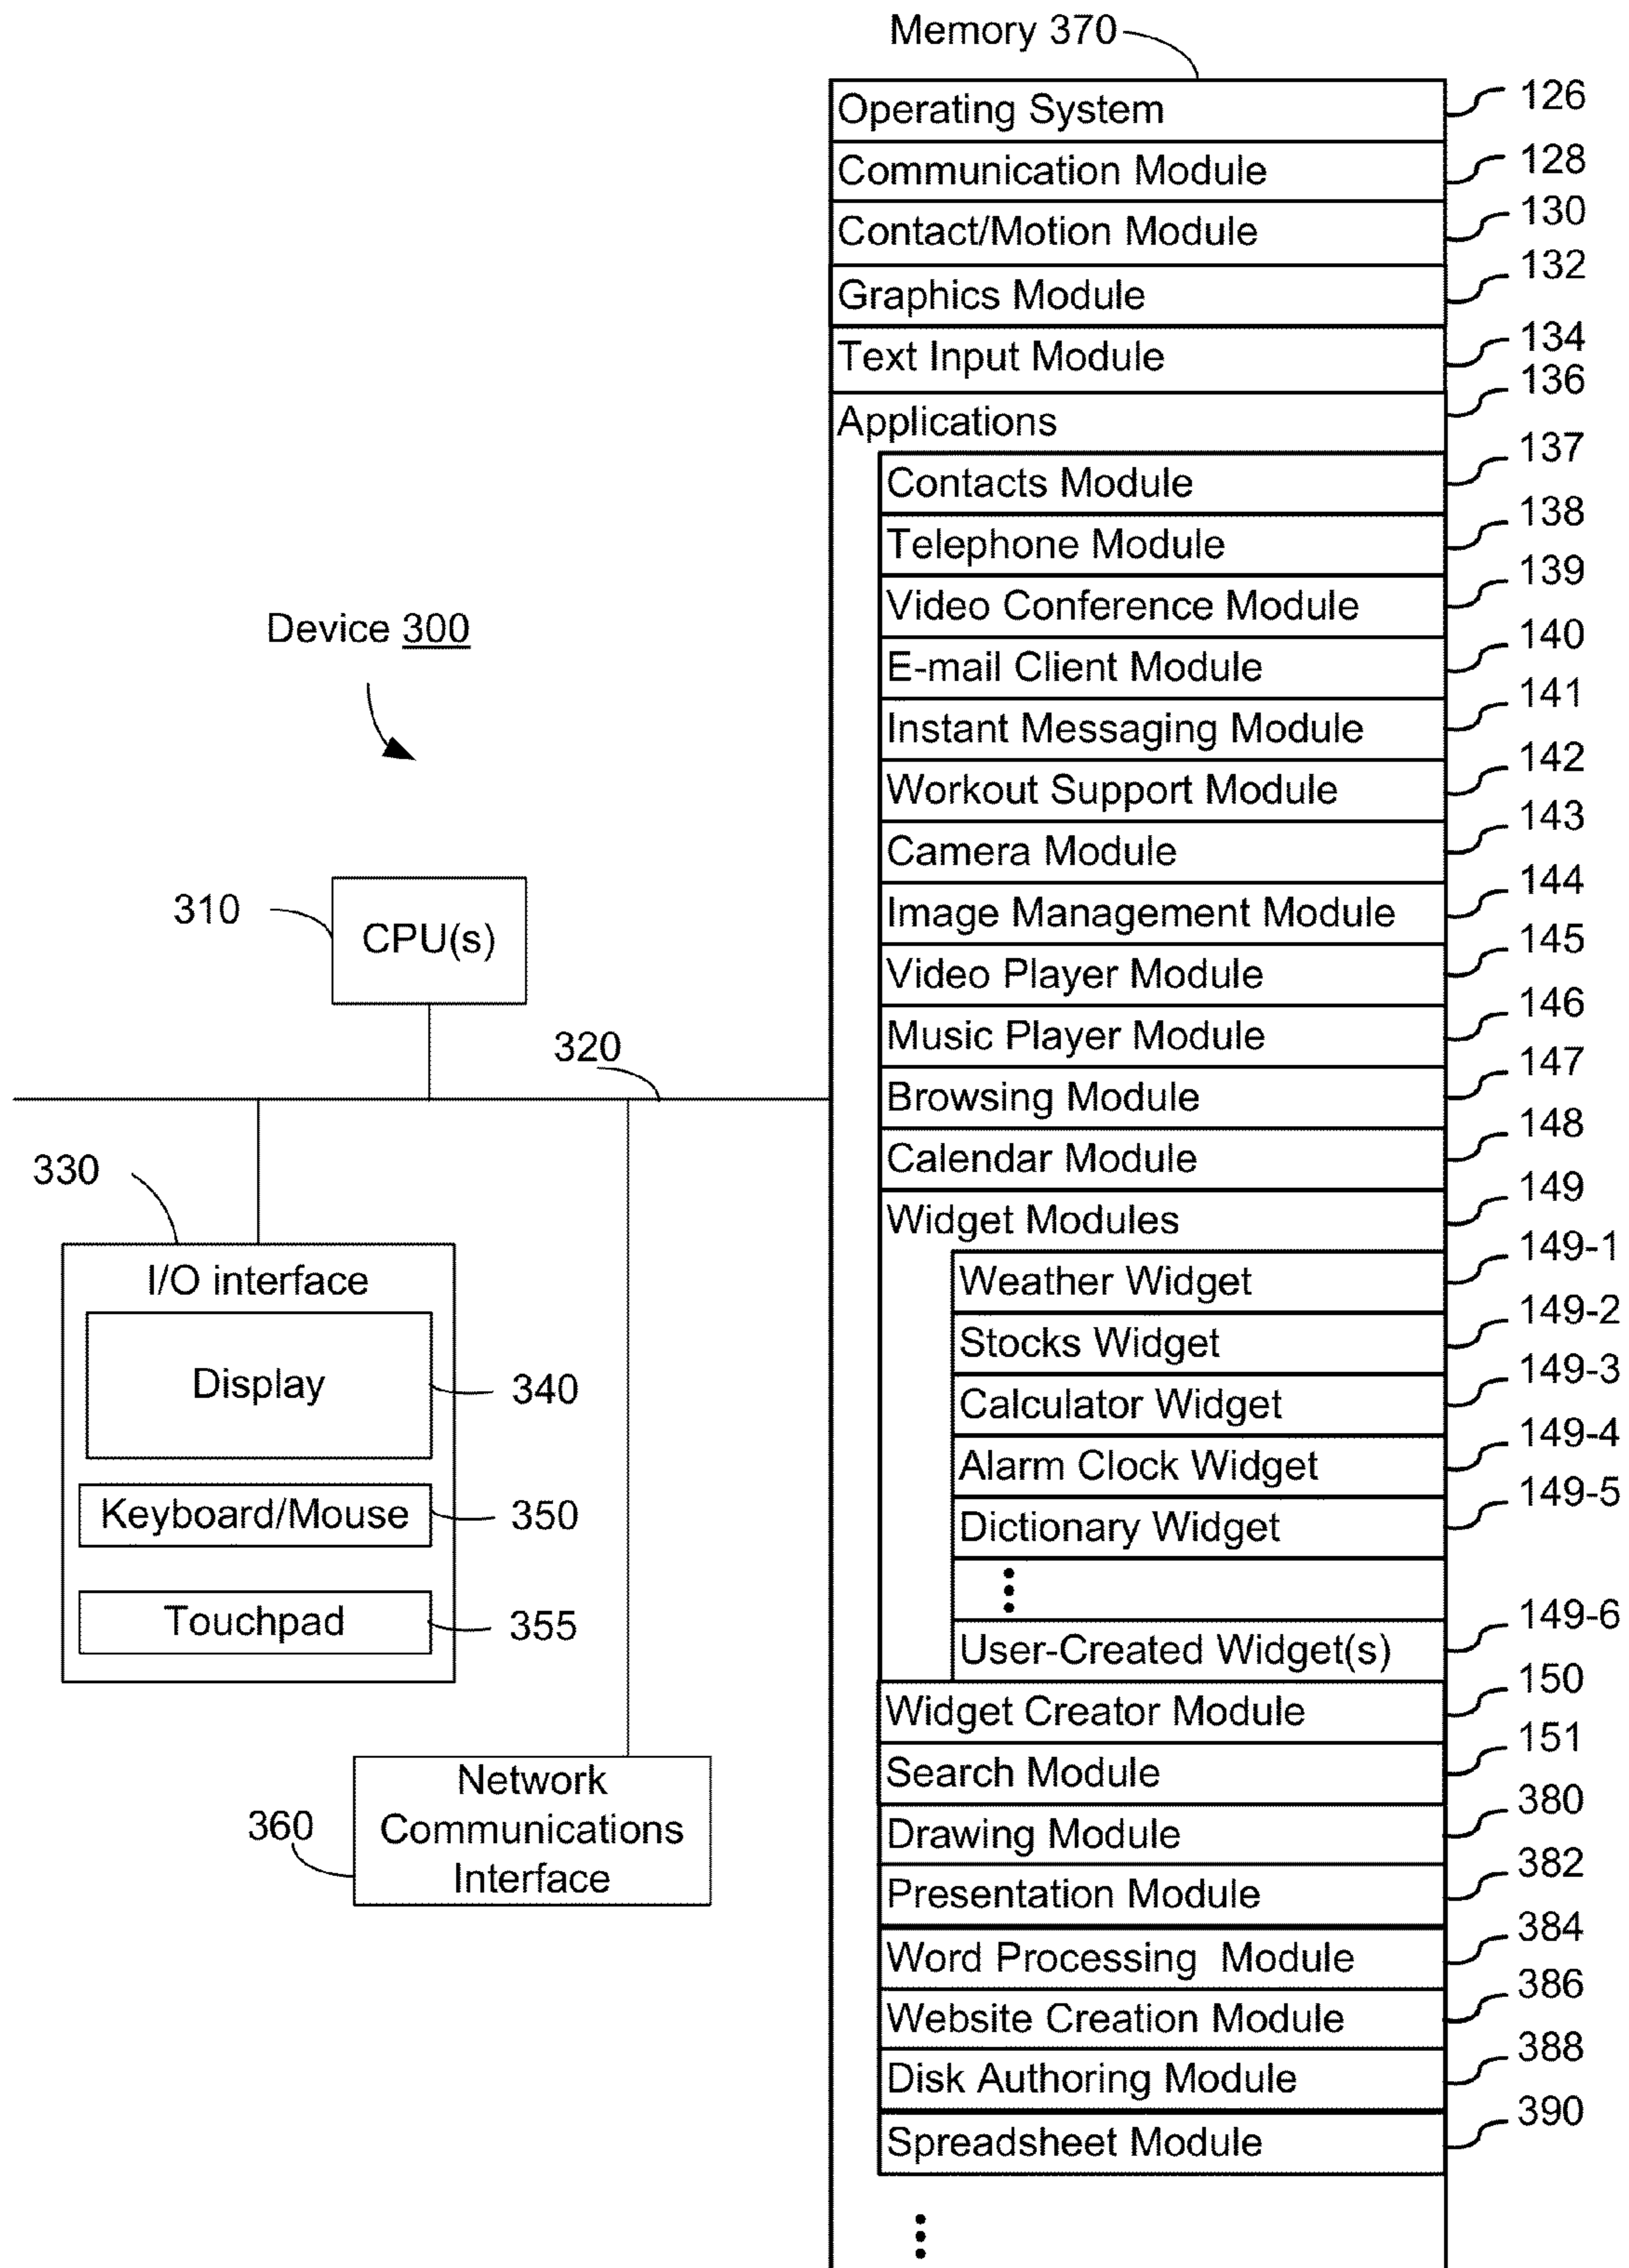 Memory 370
Operating System 126
Communication Module 128
Contact/Motion Module 130
Graphics Module 132
Text Input Module 134
Applications 136
Contacts Module 137
Telephone Module 138
Video Conference Module 139
E-mail Client Module 140
Instant Messaging Module 141
Workout Support Module 142
Camera Module 143
Image Management Module 144
Video Player Module 145
Music Player Module 146
Browsing Module 147
Calendar Module 148
Widget Modules 149
Weather Widget 149-1
Stocks Widget 149-2
Calculator Widget 149-3
Alarm Clock Widget 149-4
Dictionary Widget 149-5
User-Created Widget(s) 149-6
Widget Creator Module 150
Search Module 151
Drawing Module 380
Presentation Module 382
Word Processing  Module 384
Website Creation Module 386
Disk Authoring Module 388
Spreadsheet Module 390
Device 300
310
CPU(s)
320
330
I/O interface
Display 340
Keyboard/Mouse 350
Touchpad 355
360
Network
Communications
Interface